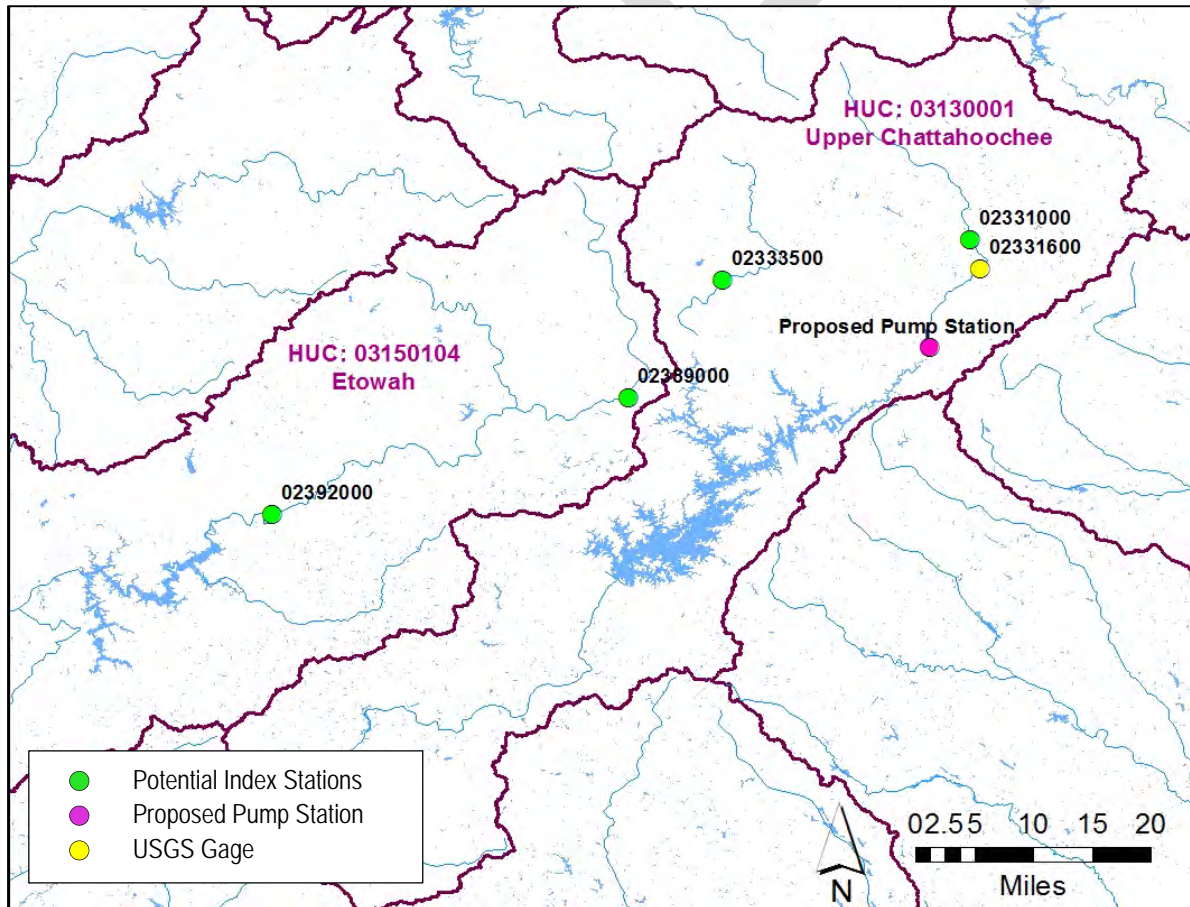 HUC: 03130001
Upper Chattahoochee
02331000
02331600
02333500
Proposed Pump Station
HUC: 03150104
Etowah
02389000
02392000
Potential Index Stations
Proposed Pump Station
USGS Gage
N
02.55 10 15 20
Miles